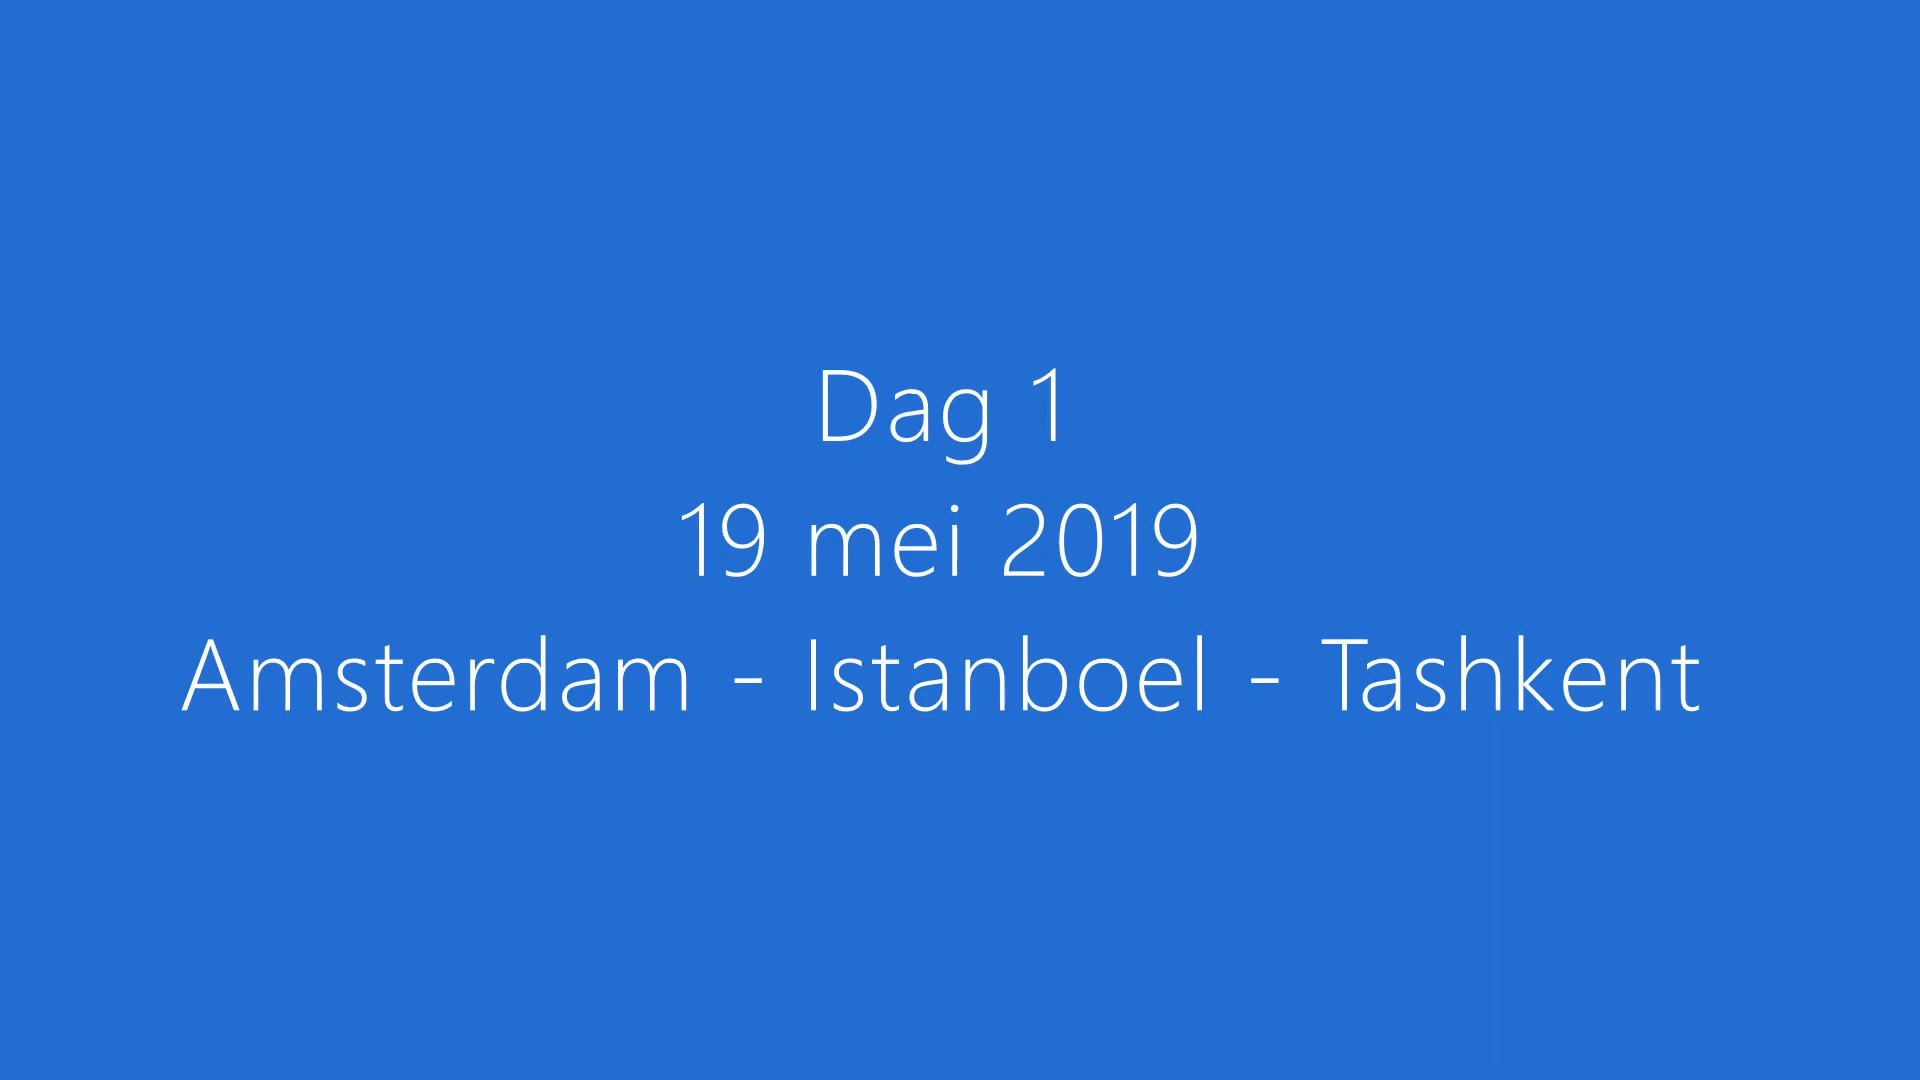 Dag 1
19 mei 2019
Amsterdam - Istanboel - Tashkent